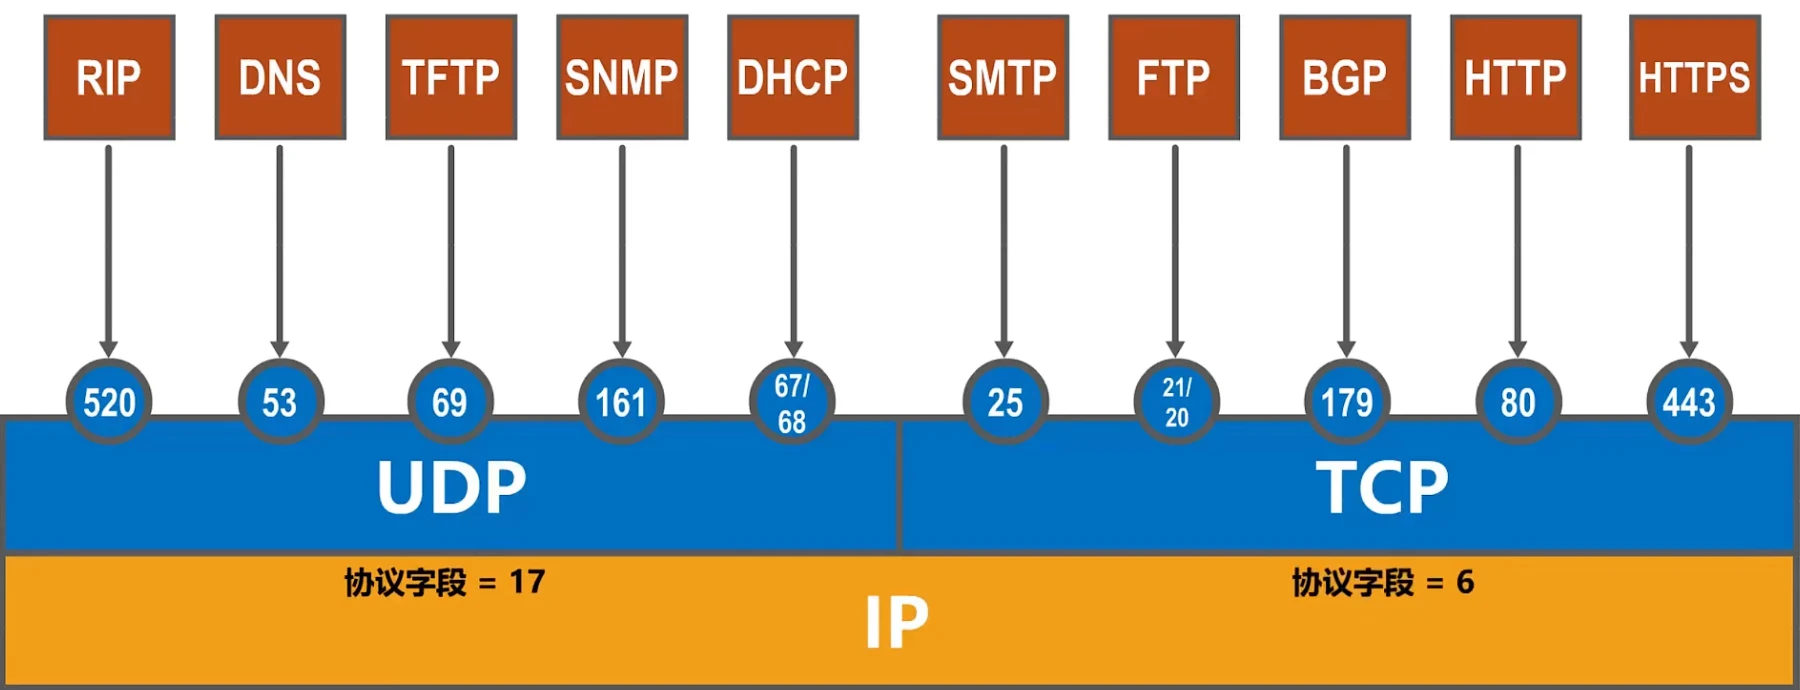 RIP DNS TFTP SNMP DHCP SMTP FTP BGP HTTP HTTPS
520 53 69 161 67/ 25 21/ 179 80 443
68 20
UDP TCP
协议字段 = 17 协议字段 = 6
IP